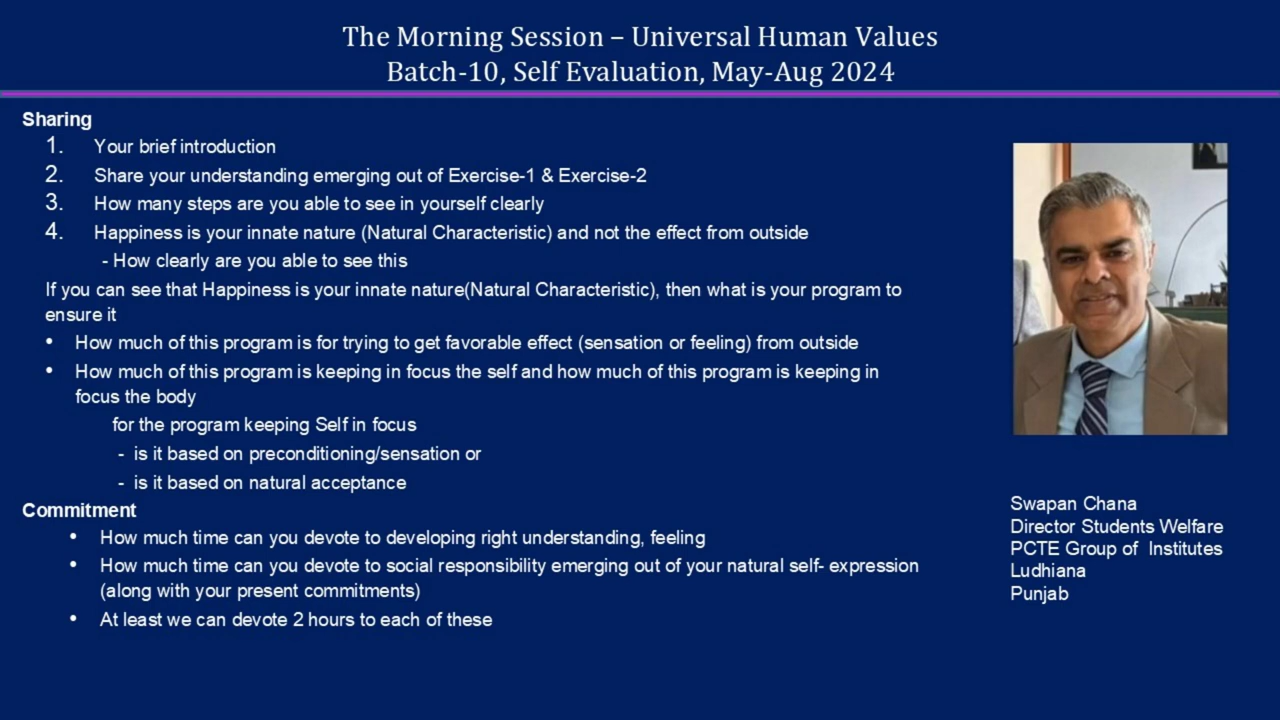 The Morning Session – Universal Human Values
Batch-10, Self Evaluation, May-Aug 2024
Sharing
1. Your brief introduction
2. Share your understanding emerging out of Exercise-1 & Exercise-2
3. How many steps are you able to see in yourself clearly
4. Happiness is your innate nature (Natural Characteristic) and not the effect from outside
- How clearly are you able to see this
If you can see that Happiness is your innate nature(Natural Characteristic), then what is your program to
ensure it
• How much of this program is for trying to get favorable effect (sensation or feeling) from outside
• How much of this program is keeping in focus the self and how much of this program is keeping in
focus the body
for the program keeping Self in focus
- is it based on preconditioning/sensation or
- is it based on natural acceptance
Commitment
• How much time can you devote to developing right understanding, feeling
• How much time can you devote to social responsibility emerging out of your natural self- expression
(along with your present commitments)
• At least we can devote 2 hours to each of these
Swapan Chana
Director Students Welfare
PCTE Group of Institutes
Ludhiana
Punjab